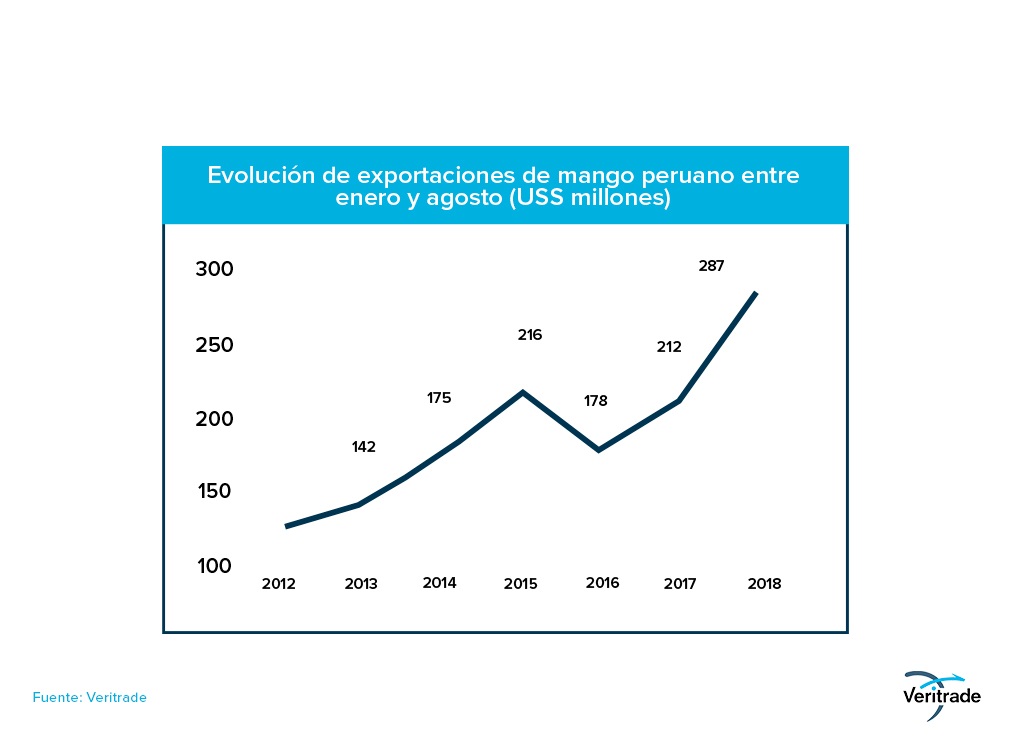 Evolución de exportaciones de mango peruano entre
enero y agosto (USS millones)
300
287
250
216
212
200
175
178
142
150
100
2012 2013 2014 2015 2016 2017 2018
Fuente: Veritrade
Veritrade